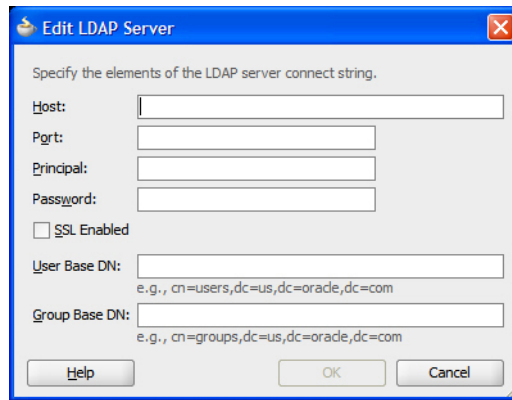 Edit LDAP Server
Specify the elements of the LDAP server connect string.
Host:
Port:
Principal:
Password:
SSL Enabled
User Base DN:
e.g., cn=users,dc=us,dc=oracle,dc=com
Group Base DN:
e.g., cn=groups,dc=us,dc=oracle,dc=com
Help OK Cancel